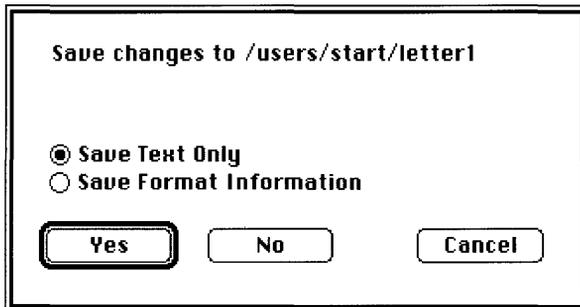 Save changes to /users/start/letter1
Save Text Only
Save Format Information
Yes No Cancel